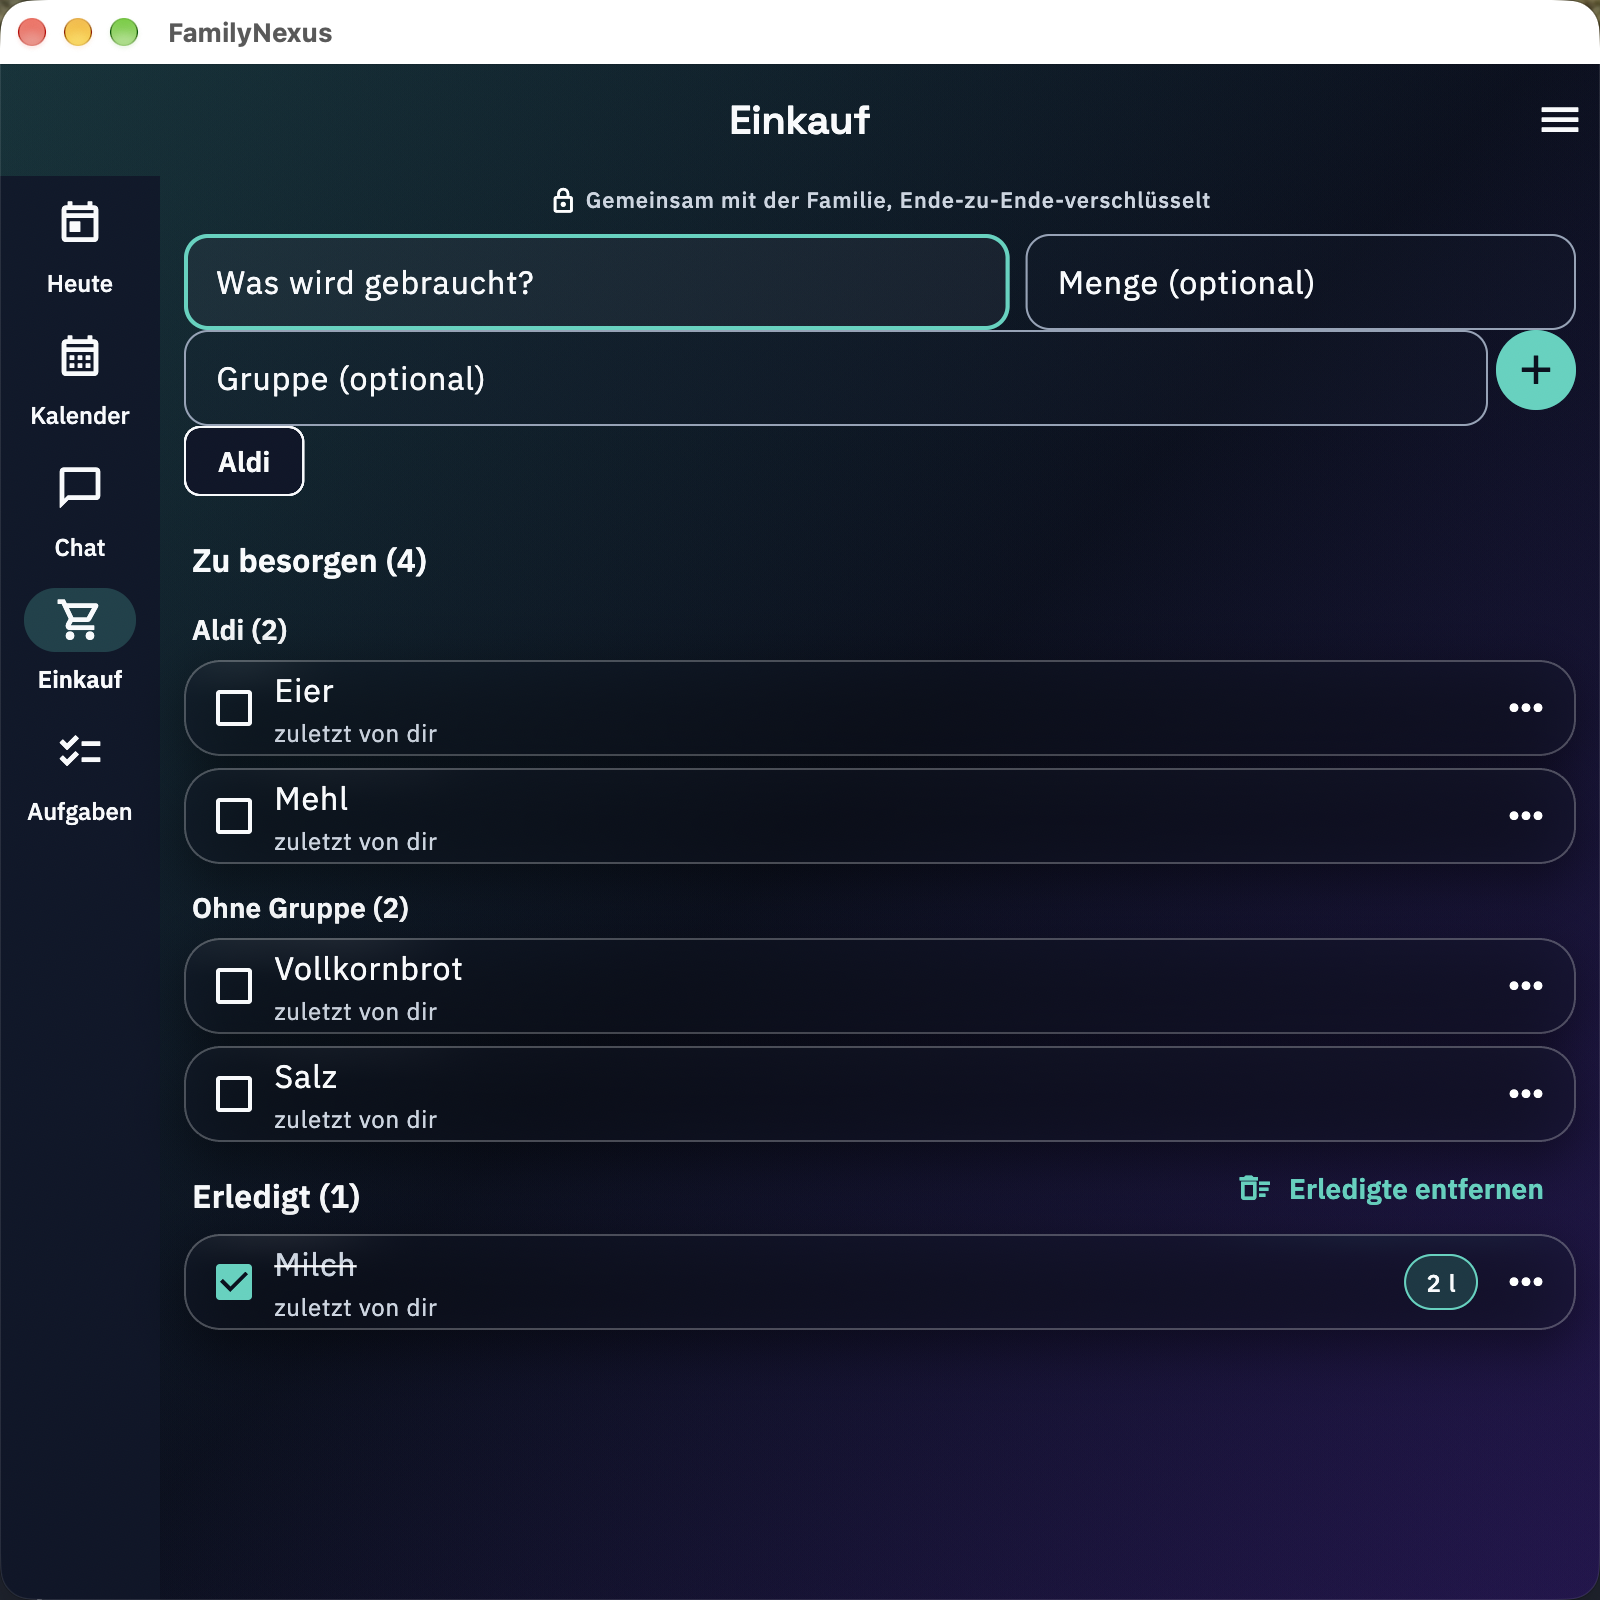 FamilyNexus
Einkauf
Gemeinsam mit der Familie, Ende-zu-Ende-verschlüsselt
Was wird gebraucht?
Menge (optional)
Gruppe (optional)
Aldi
Heute
Kalender
Chat
Einkauf
Aufgaben
Zu besorgen (4)
Aldi (2)
Eier
zuletzt von dir
Mehl
zuletzt von dir
Ohne Gruppe (2)
Vollkornbrot
zuletzt von dir
Salz
zuletzt von dir
Erledigt (1)
Erledigte entfernen
Milch
2 l
zuletzt von dir